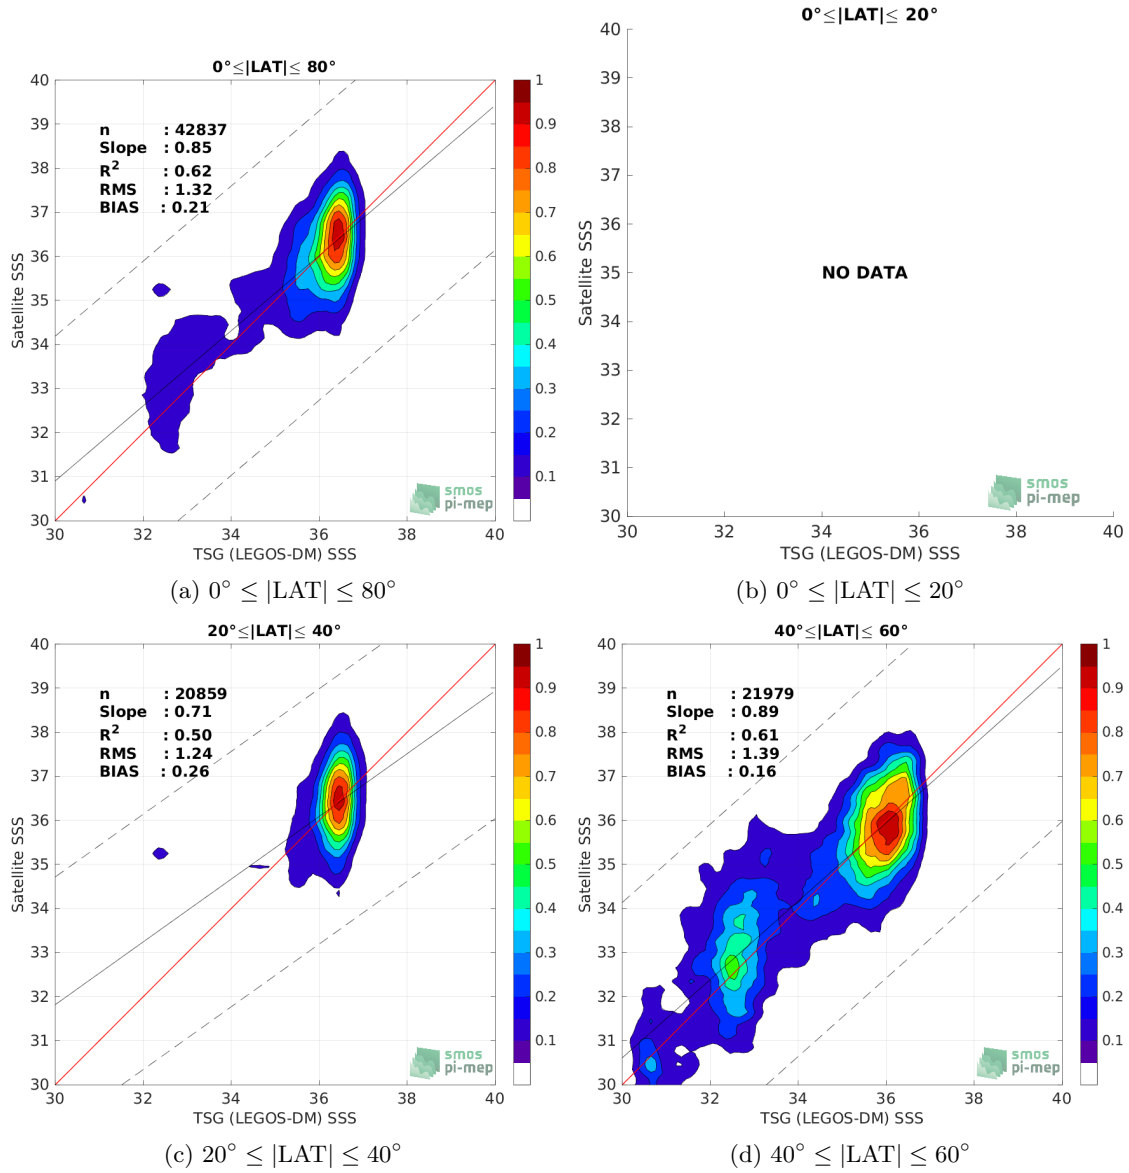 0°≤|LAT|≤ 80°
40
39
38
37
36
35
34
33
32
31
30
Satellite SSS
n : 42837
Slope : 0.85
R² : 0.62
RMS : 1.32
BIAS : 0.21
smos
pi-mep
30 32 34 36 38 40
TSG (LEGOS-DM) SSS
1
0.9
0.8
0.7
0.6
0.5
0.4
0.3
0.2
0.1
(a) 0° ≤ |LAT| ≤ 80°
0°≤|LAT|≤ 20°
40
39
38
37
36
35
34
33
32
31
30
Satellite SSS
NO DATA
smos
pi-mep
30 32 34 36 38 40
TSG (LEGOS-DM) SSS
(b) 0° ≤ |LAT| ≤ 20°
20°≤|LAT|≤ 40°
40
39
38
37
36
35
34
33
32
31
30
Satellite SSS
n : 20859
Slope : 0.71
R² : 0.50
RMS : 1.24
BIAS : 0.26
smos
pi-mep
30 32 34 36 38 40
TSG (LEGOS-DM) SSS
1
0.9
0.8
0.7
0.6
0.5
0.4
0.3
0.2
0.1
(c) 20° ≤ |LAT| ≤ 40°
40°≤|LAT|≤ 60°
40
39
38
37
36
35
34
33
32
31
30
Satellite SSS
n : 21979
Slope : 0.89
R² : 0.61
RMS : 1.39
BIAS : 0.16
smos
pi-mep
30 32 34 36 38 40
TSG (LEGOS-DM) SSS
1
0.9
0.8
0.7
0.6
0.5
0.4
0.3
0.2
0.1
(d) 40° ≤ |LAT| ≤ 60°